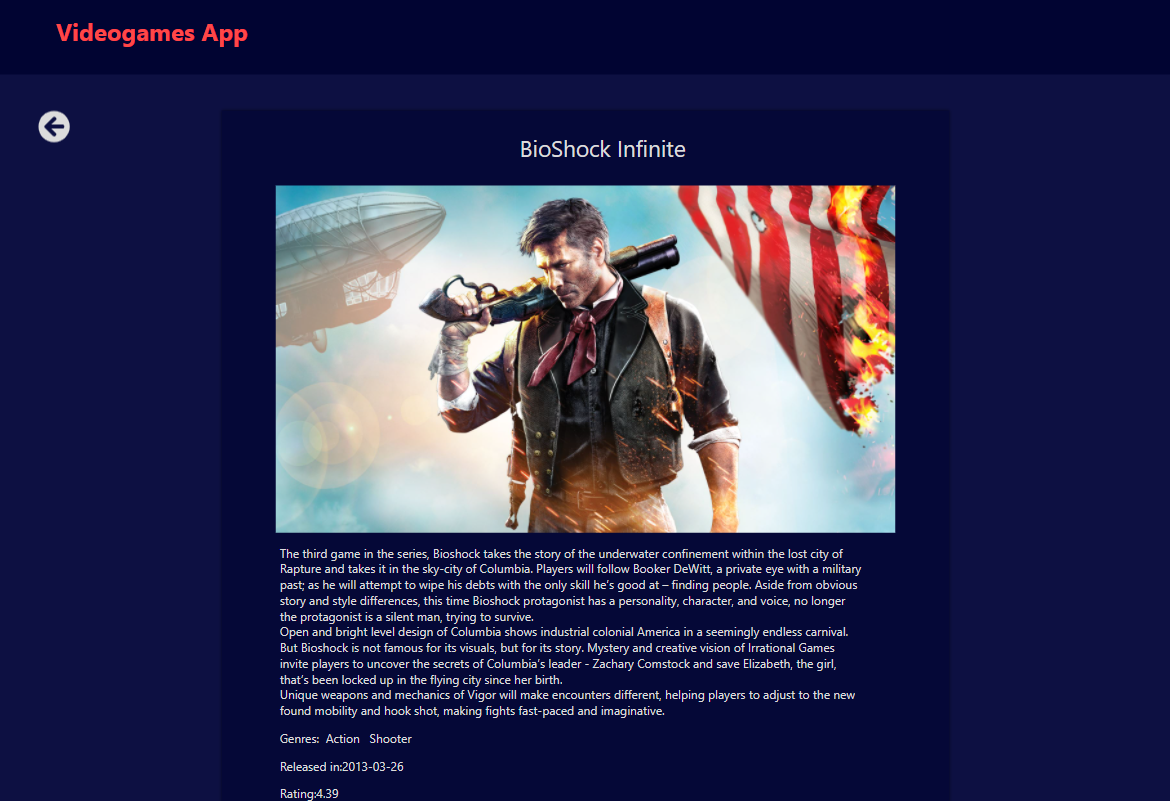 Videogames App
BioShock Infinite
The third game in the series, Bioshock takes the story of the underwater confinement within the lost city of
Rapture and takes it in the sky-city of Columbia. Players will follow Booker DeWitt, a private eye with a military
past; as he will attempt to wipe his debts with the only skill he's good at – finding people. Aside from obvious
story and style differences, this time Bioshock protagonist has a personality, character, and voice, no longer
the protagonist is a silent man, trying to survive.
Open and bright level design of Columbia shows industrial colonial America in a seemingly endless carnival.
But Bioshock is not famous for its visuals, but for its story. Mystery and creative vision of Irrational Games
invite players to uncover the secrets of Columbia's leader - Zachary Comstock and save Elizabeth, the girl,
that's been locked up in the flying city since her birth.
Unique weapons and mechanics of Vigor will make encounters different, helping players to adjust to the new
found mobility and hook shot, making fights fast-paced and imaginative.
Genres: Action Shooter
Released in:2013-03-26
Rating:4.39